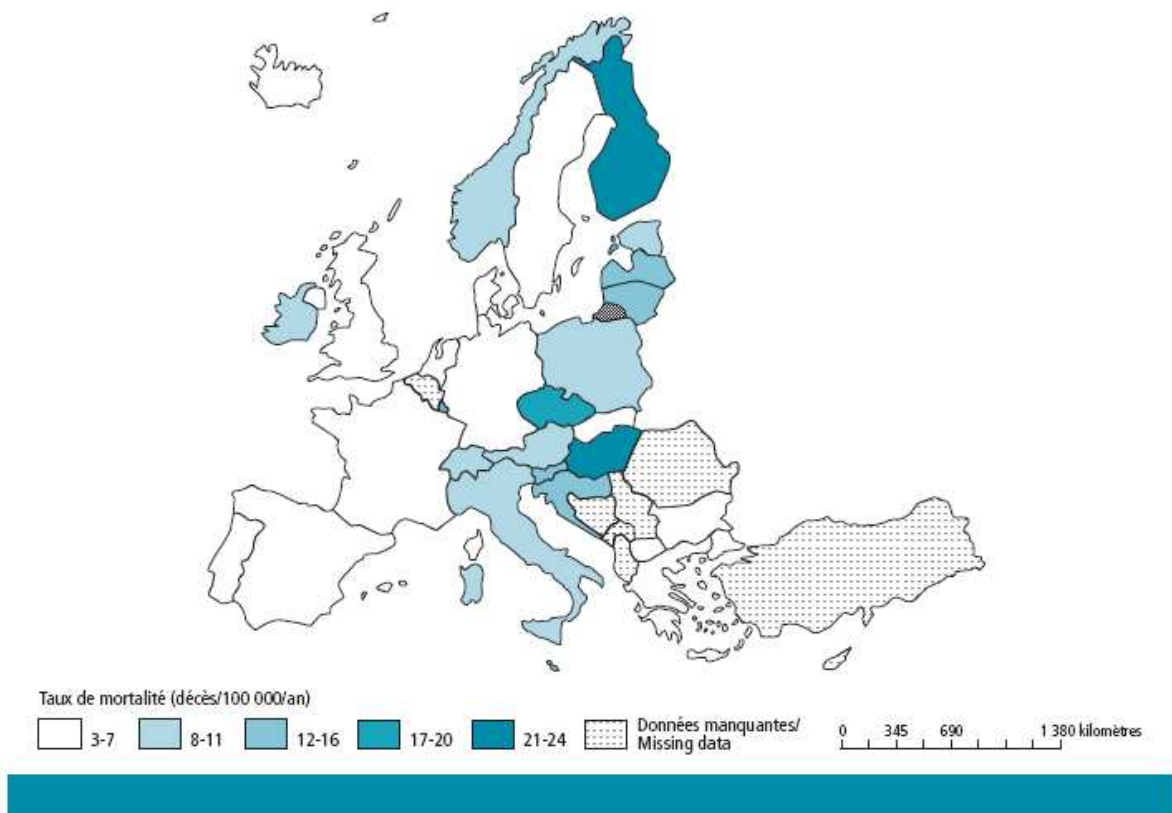 Taux de mortalité (décès/100 000/an)
3-7
8-11
12-16
17-20
21-24
Données manquantes/
Missing data
0 345 690 1 380 kilomètres